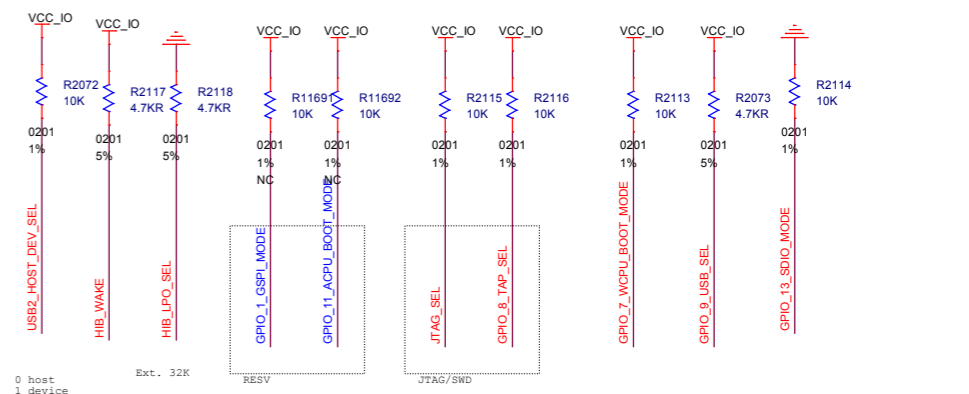 VCC_IO
VCC_IO
VCC_IO
VCC_IO
VCC_IO
VCC_IO
VCC_IO
VCC_IO
R2072
10K
0201
1%
R2117
4.7KR
0201
5%
R2118
4.7KR
0201
5%
R11691
10K
0201
1%
NC
R11692
10K
0201
1%
NC
R2115
10K
0201
1%
R2116
10K
0201
1%
R2113
10K
0201
1%
R2073
4.7KR
0201
5%
R2114
10K
0201
1%
USB2_HOST_DEV_SEL
HIB_WAKE
HIB_LPO_SEL
GPIO_1_GSPI_MODE
GPIO_11_ACPU_BOOT_MODE
JTAG_SEL
GPIO_8_TAP_SEL
GPIO_7_WCPU_BOOT_MODE
GPIO_9_USB_SEL
GPIO_13_SDIO_MODE
0 host
1 device
Ext. 32K
RESV
JTAG/SWD